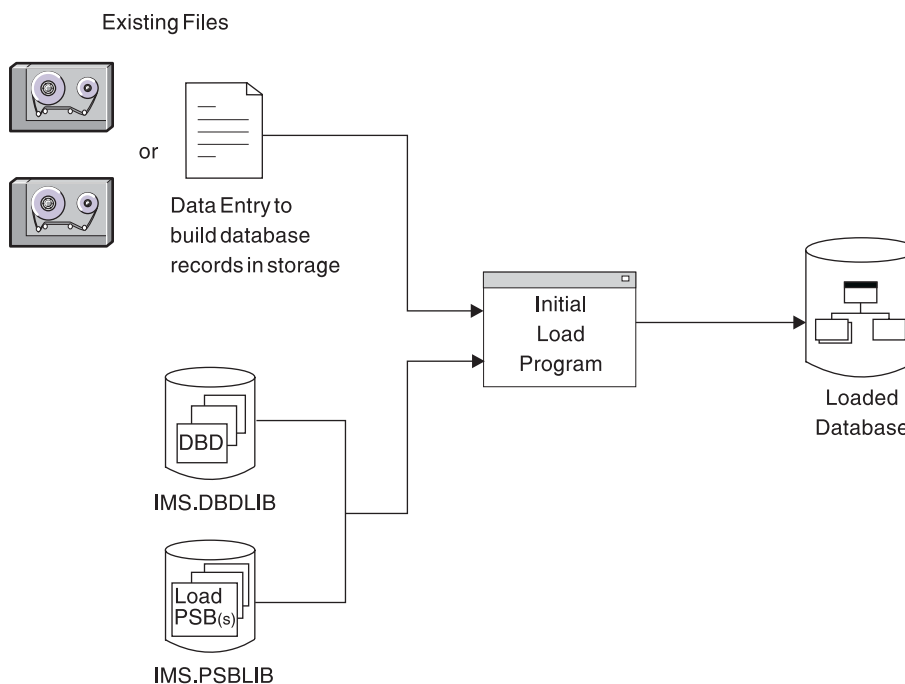 Existing Files
or
Data Entry to
build database
records in storage
Initial
Load
Program
Loaded
Database
DBD
IMS.DBDLIB
Load
PSB(s)
IMS.PSBLIB